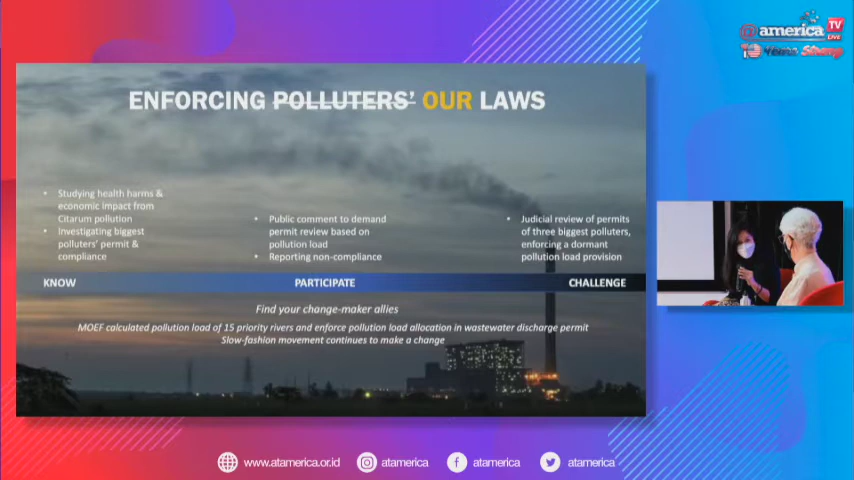 @america TV
LIVE
10 Years Strong
ENFORCING POLLUTERS' OUR LAWS
• Studying health harms &
economic impact from
Citarum pollution
• Investigating biggest
polluters' permit &
compliance
• Public comment to demand
permit review based on
pollution load
• Reporting non-compliance
• Judicial review of permits
of three biggest polluters,
enforcing a dormant
pollution load provision
KNOW PARTICIPATE CHALLENGE
Find your change-maker allies
MOEF calculated pollution load of 15 priority rivers and enforce pollution load allocation in wastewater discharge permit
Slow-fashion movement continues to make a change
www.atamerica.or.id atamerica atamerica atamerica